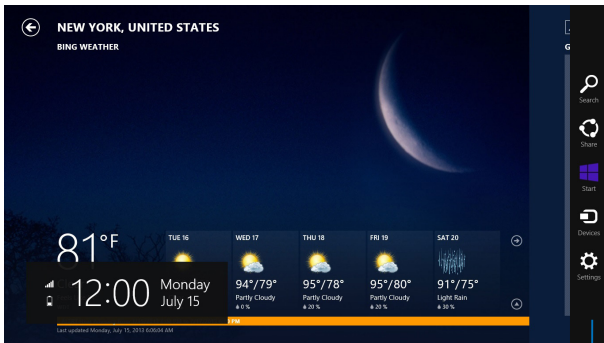 NEW YORK, UNITED STATES
BING WEATHER
Search
Share
Start
Devices
Settings
81°F
TUE 16
WED 17
94°/79°
Partly Cloudy
0 %
THU 18
95°/78°
Partly Cloudy
20 %
FRI 19
95°/80°
Partly Cloudy
20 %
SAT 20
91°/75°
Light Rain
30 %
12:00
Monday
July 15
PM
Last updated Monday, July 15, 2013 6:06:04 AM